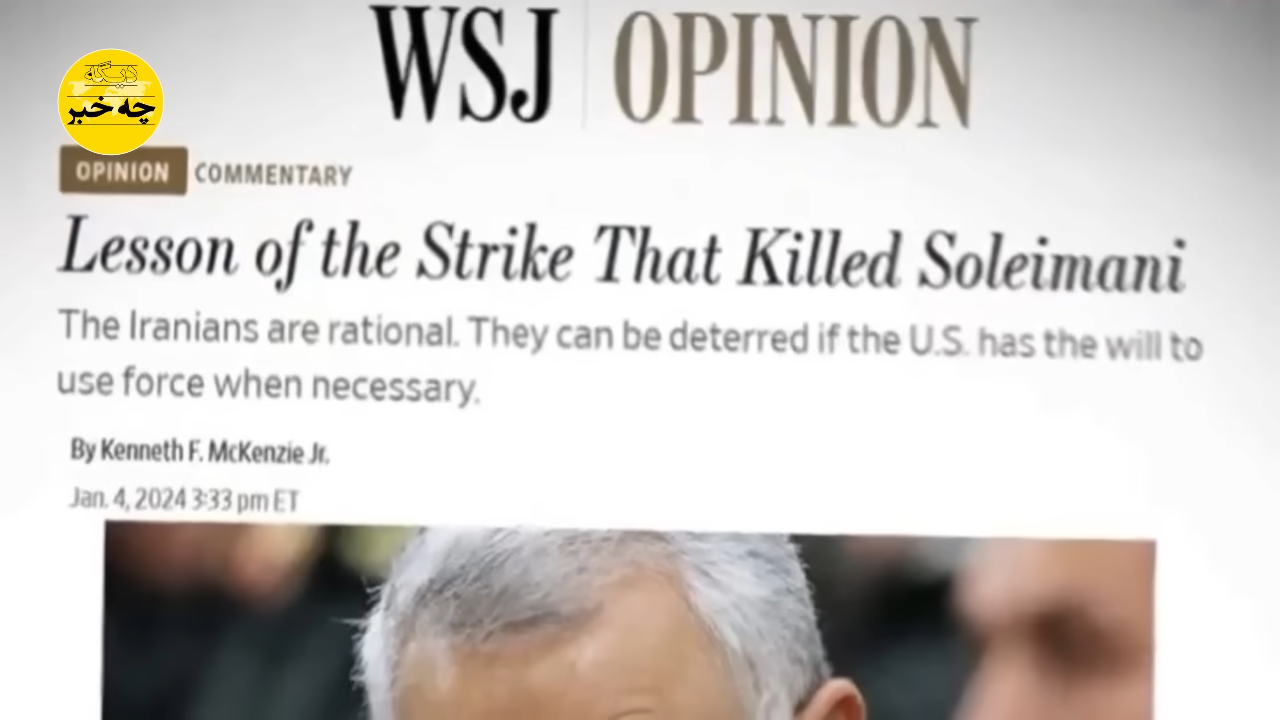 WSJ OPINION
دیگه
چه خبر
OPINION COMMENTARY
Lesson of the Strike That Killed Soleimani
The Iranians are rational. They can be deterred if the U.S. has the will to
use force when necessary.
By Kenneth F. McKenzie Jr.
Jan. 4, 2024 3:33 pm ET